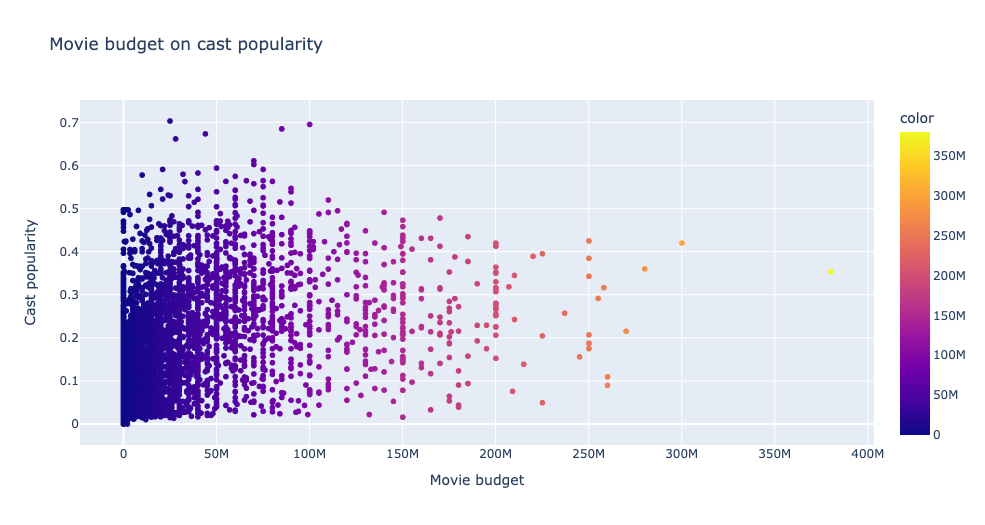 Movie budget on cast popularity
color
0.7
0.6
0.5
0.4
0.3
0.2
0.1
0
Cast popularity
0
50M
100M
150M
200M
250M
300M
350M
400M
Movie budget
350M
300M
250M
200M
150M
100M
50M
0